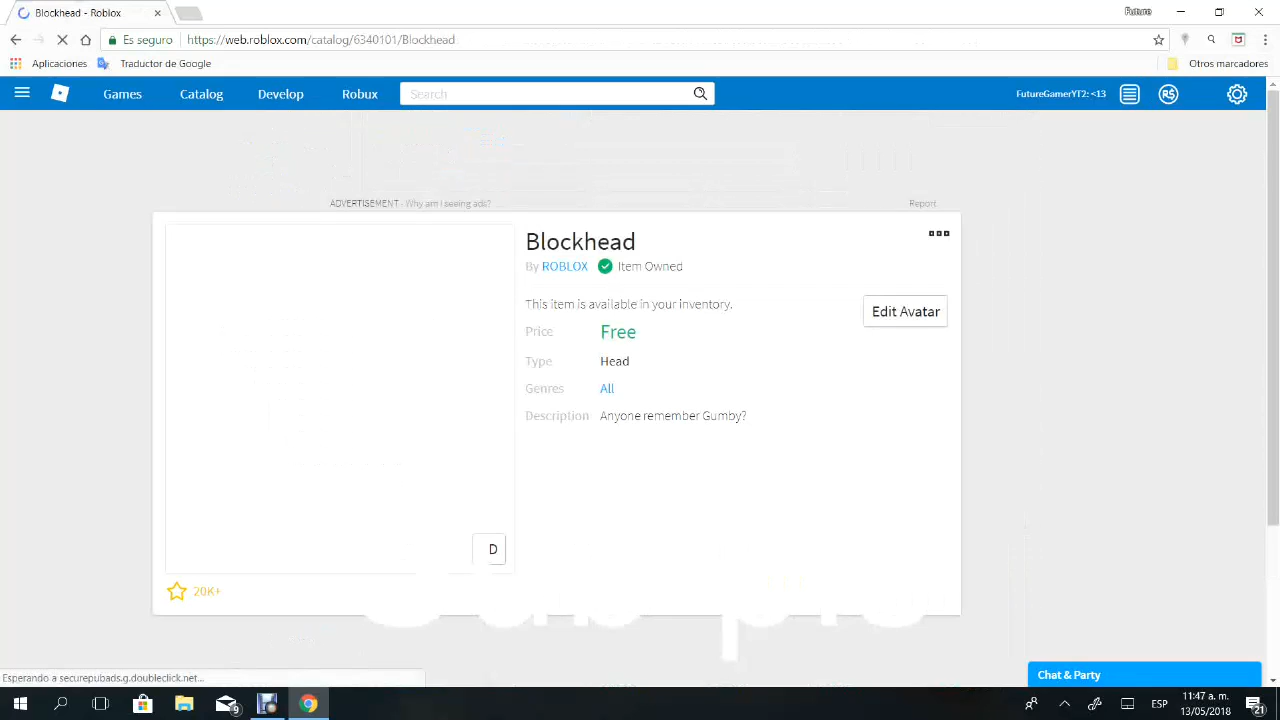 Blockhead - Roblox
Future
Es seguro
https://web.roblox.com/catalog/6340101/Blockhead
Aplicaciones
Traductor de Google
Otros marcadores
Games
Catalog
Develop
Robux
Search
FutureGamerYT2: <13
R$
ADVERTISEMENT - Why am I seeing ads?
Report
Blockhead
By ROBLOX
Item Owned
This item is available in your inventory.
Edit Avatar
Price
Free
Type
Head
Genres
All
Description
Anyone remember Gumby?
D
20K+
Esperando a securepubads.g.doubleclick.net...
Chat & Party
9
ESP
11:47 a. m.
13/05/2018
21